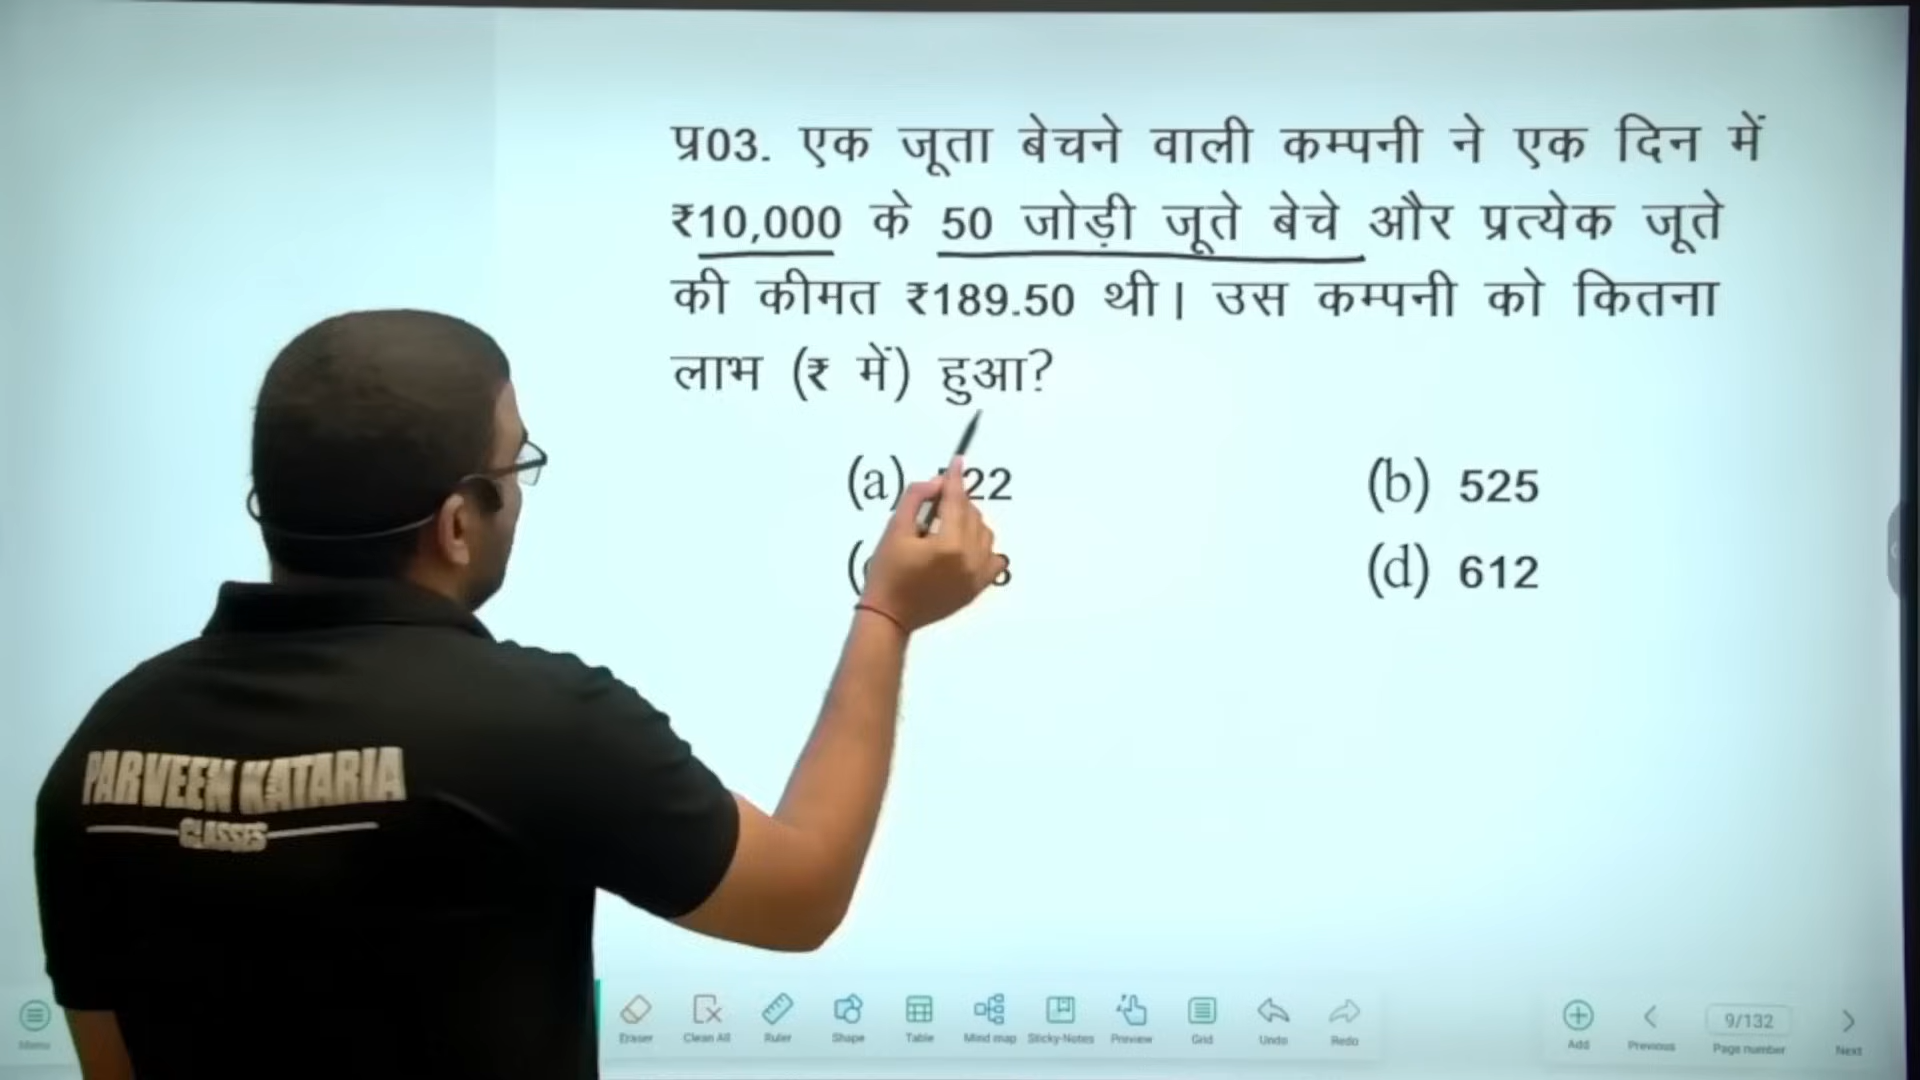 प्र03. एक जूता बेचने वाली कम्पनी ने एक दिन में
₹10,000 के 50 जोड़ी जूते बेचे और प्रत्येक जूते
की कीमत ₹189.50 थी। उस कम्पनी को कितना
लाभ (₹ में) हुआ?
(a) 22 (b) 525
(d) 612
PARVEEN KATARIA
CLASSES
Menu Eraser Clean All Ruler Shape Table Mind map Sticky-Notes Preview Grid Undo Redo Add Previous 9/132 Page number Next